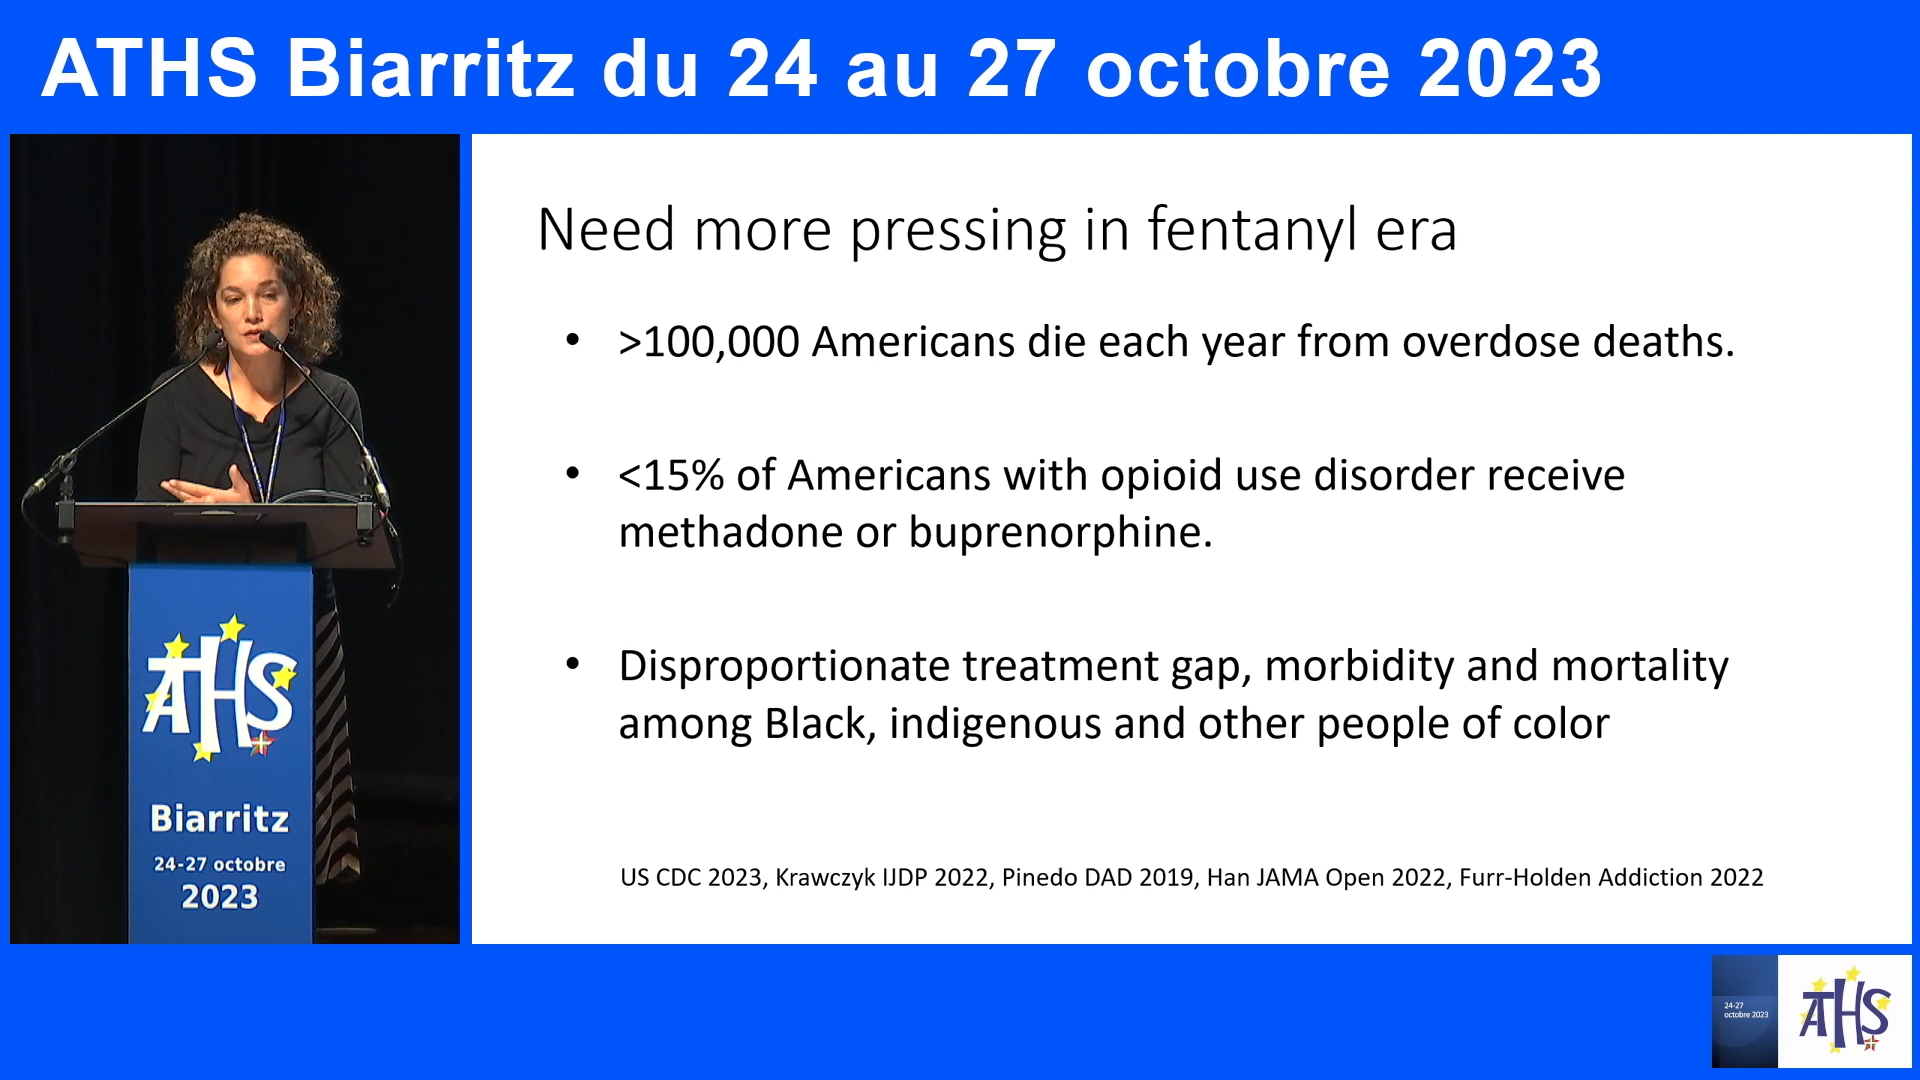 ATHS Biarritz du 24 au 27 octobre 2023
Need more pressing in fentanyl era
• >100,000 Americans die each year from overdose deaths.
• <15% of Americans with opioid use disorder receive
methadone or buprenorphine.
• Disproportionate treatment gap, morbidity and mortality
among Black, indigenous and other people of color
US CDC 2023, Krawczyk IJDP 2022, Pinedo DAD 2019, Han JAMA Open 2022, Furr-Holden Addiction 2022
ATHS
Biarritz
24-27 octobre
2023
24-27
octobre 2023
ATHS